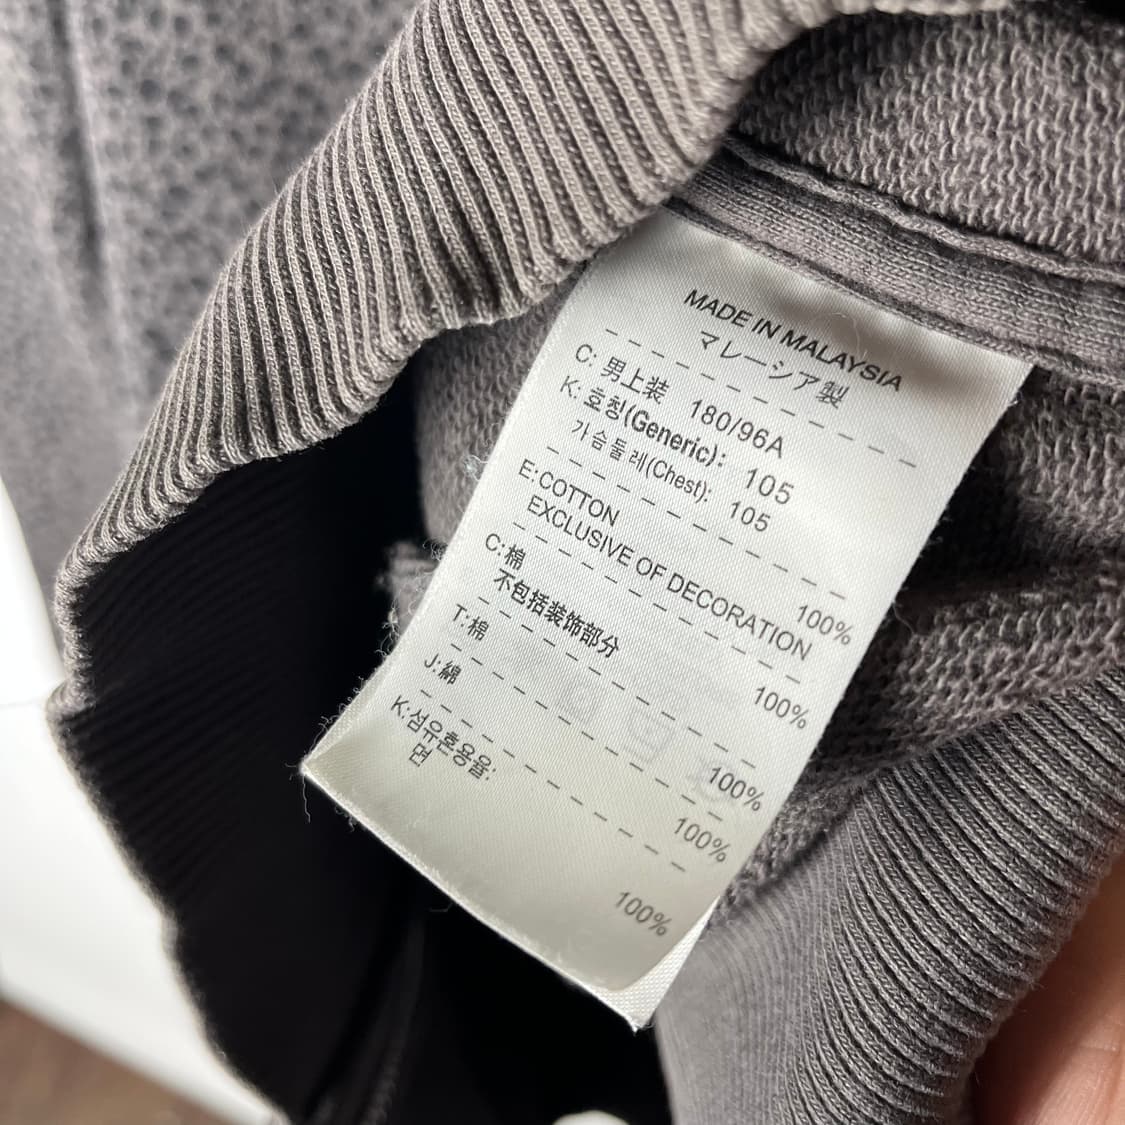 MADE IN MALAYSIA
マレーシア製
C: 男上装 180/96A
K: 호칭(Generic): 105
가슴둘레(Chest): 105
E: COTTON 100%
EXCLUSIVE OF DECORATION
C: 棉 100%
不包括装饰部分
T: 棉 100%
J: 綿 100%
K: 섬유혼용율:
면 100%